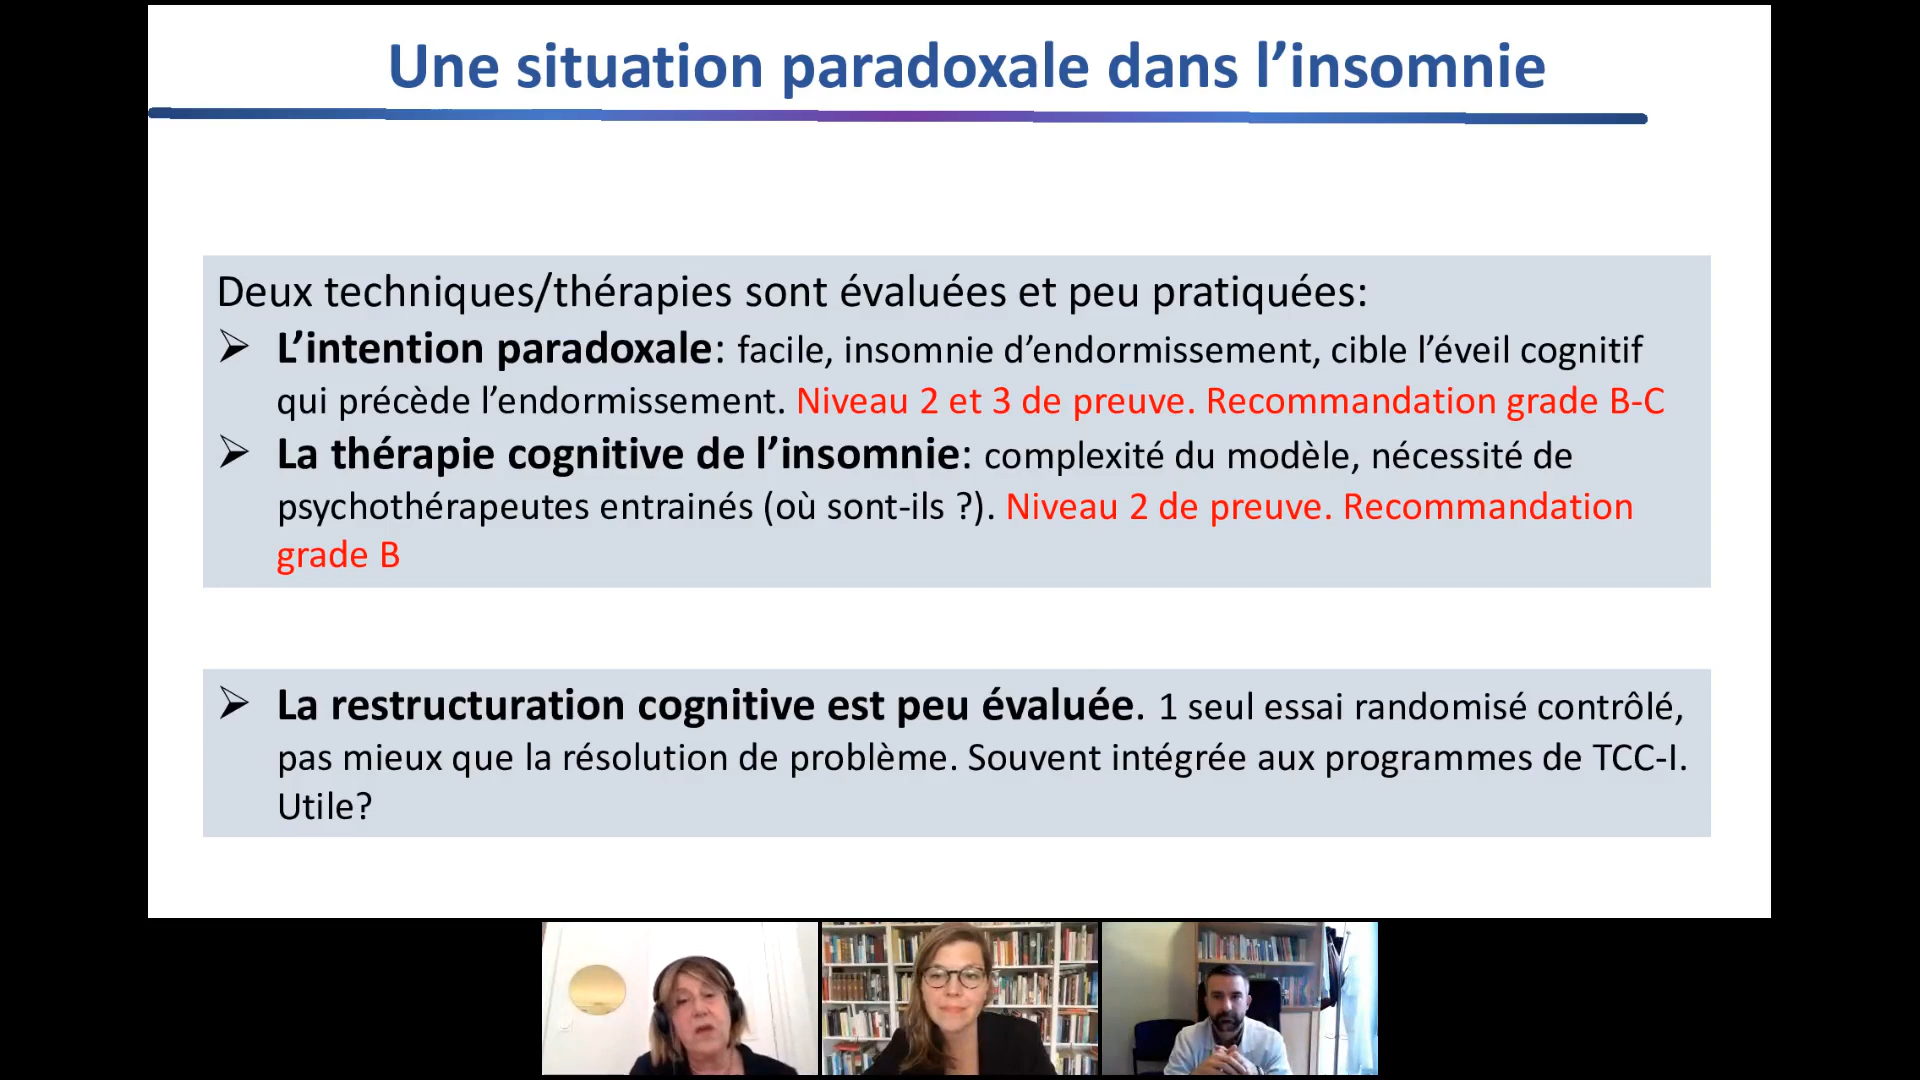 Une situation paradoxale dans l’insomnie
Deux techniques/thérapies sont évaluées et peu pratiquées:
➢ L’intention paradoxale: facile, insomnie d’endormissement, cible l’éveil cognitif
qui précède l’endormissement. Niveau 2 et 3 de preuve. Recommandation grade B-C
➢ La thérapie cognitive de l’insomnie: complexité du modèle, nécessité de
psychothérapeutes entrainés (où sont-ils ?). Niveau 2 de preuve. Recommandation
grade B
➢ La restructuration cognitive est peu évaluée. 1 seul essai randomisé contrôlé,
pas mieux que la résolution de problème. Souvent intégrée aux programmes de TCC-I.
Utile?